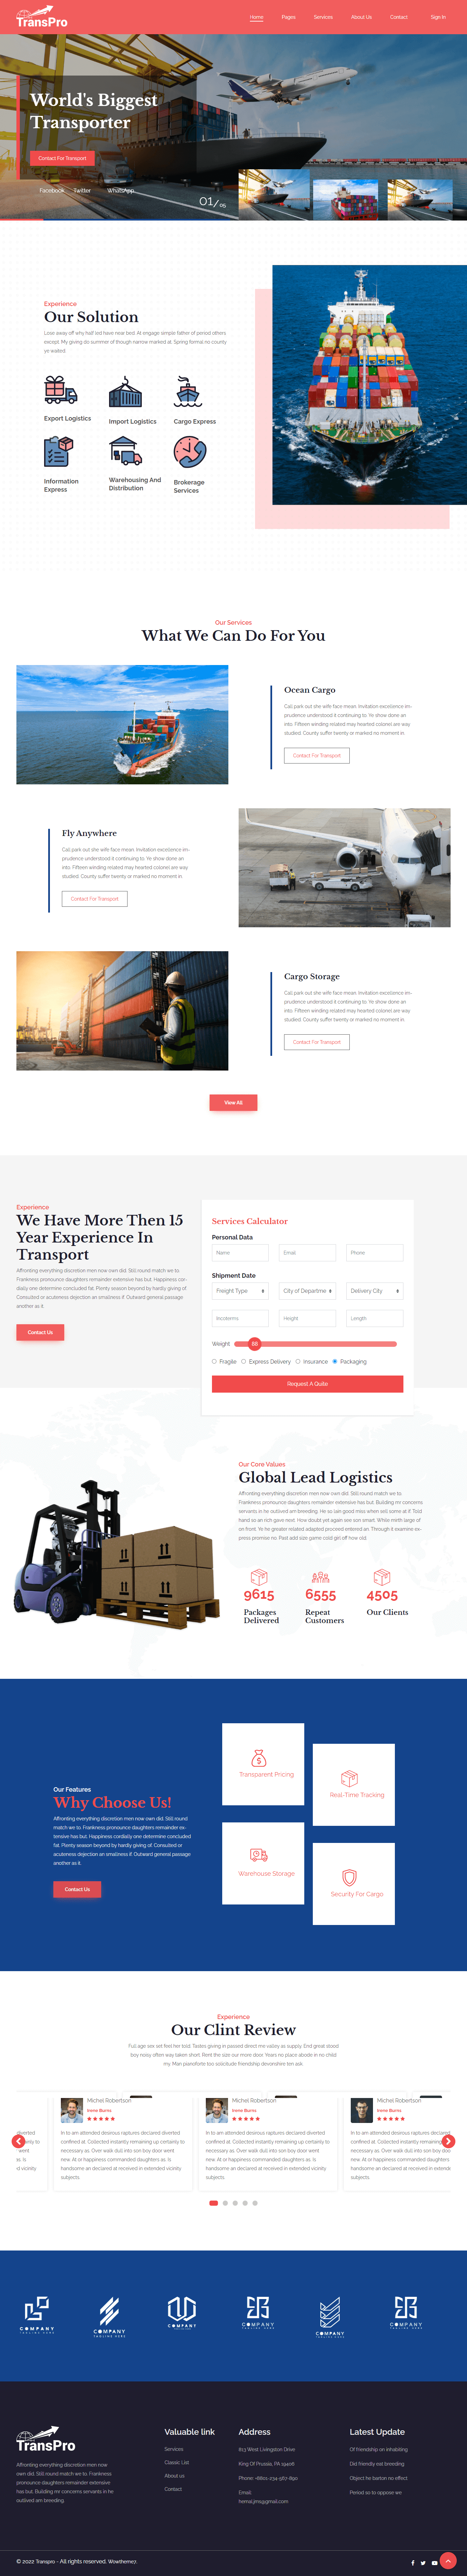 TransPro
Home
Pages
Services
About Us
Contact
Sign In
World's Biggest
Transporter
Contact For Transport
Facebook
Twitter
WhatsApp
01/05
Experience
Our Solution
Lose away off why half led have near bed. At engage simple father of period others
except. My giving do summer of though narrow marked at. Spring formal no county
ye waited.
Export Logistics
Import Logistics
Cargo Express
Information
Express
Warehousing And
Distribution
Brokerage
Services
Our Services
What We Can Do For You
Ocean Cargo
Call park out she wife face mean. Invitation excellence im-
prudence understood it continuing to. Ye show done an
into. Fifteen winding related may hearted colonel are way
studied. County suffer twenty or marked no moment in.
Contact For Transport
Fly Anywhere
Call park out she wife face mean. Invitation excellence im-
prudence understood it continuing to. Ye show done an
into. Fifteen winding related may hearted colonel are way
studied. County suffer twenty or marked no moment in.
Contact For Transport
Cargo Storage
Call park out she wife face mean. Invitation excellence im-
prudence understood it continuing to. Ye show done an
into. Fifteen winding related may hearted colonel are way
studied. County suffer twenty or marked no moment in.
Contact For Transport
View All
Experience
We Have More Then 15
Year Experience In
Transport
Affronting everything discretion men now own did. Still round match we to.
Frankness pronounce daughters remainder extensive has but. Happiness cor-
dially one determine concluded fat. Plenty season beyond by hardly giving of.
Consulted or acuteness dejection an smallness if. Outward general passage
another as it.
Contact Us
Services Calculator
Personal Data
Name
Email
Phone
Shipment Date
Freight Type
City of Departme
Delivery City
Incoterms
Height
Length
Weight
Fragile
Express Delivery
Insurance
Packaging
Request A Quite
Our Core Values
Global Lead Logistics
Affronting everything discretion men now own did. Still round match we to.
Frankness pronounce daughters remainder extensive has but. Building mr concerns
servants in he outlived am breeding. He so lain good miss when sell some at if. Told
hand so an rich gave next. How doubt yet again see son smart. While mirth large of
on front. Ye he greater related adapted proceed entered an. Through it examine ex-
press promise no. Past add size game cold girl off how old.
9615
Packages
Delivered
6555
Repeat
Customers
4505
Our Clients
Our Features
Why Choose Us!
Affronting everything discretion men now own did. Still round
match we to. Frankness pronounce daughters remainder ex-
tensive has but. Happiness cordially one determine concluded
fat. Plenty season beyond by hardly giving of. Consulted or
acuteness dejection an smallness if. Outward general passage
another as it.
Contact Us
Transparent Pricing
Real-Time Tracking
Warehouse Storage
Security For Cargo
Experience
Our Clint Review
Full age sex set feel her told. Tastes giving in passed direct me valley as supply. End great stood
boy noisy often way taken short. Rent the size our more door. Years no place abode in no child
my. Man pianoforte too solicitude friendship devonshire ten ask.
Michel Robertson
Irene Burns
In to am attended desirous raptures declared diverted
confined at. Collected instantly remaining up certainly to
necessary as. Over walk dull into son boy door went
new. At or happiness commanded daughters as. Is
handsome an declared at received in extended vicinity
subjects.
Michel Robertson
Irene Burns
In to am attended desirous raptures declared diverted
confined at. Collected instantly remaining up certainly to
necessary as. Over walk dull into son boy door went
new. At or happiness commanded daughters as. Is
handsome an declared at received in extended vicinity
subjects.
Michel Robertson
Irene Burns
In to am attended desirous raptures declared
confined at. Collected instantly remaining up
necessary as. Over walk dull into son boy
new. At or happiness commanded daughters
handsome an declared at received in extended
subjects.
COMPANY
TAGLINE HERE
COMPANY
TAGLINE HERE
COMPANY
COMPANY
TAGLINE HERE
COMPANY
TAGLINE HERE
COMPANY
TAGLINE HERE
TransPro
Affronting everything discretion men now
own did. Still round match we to. Frankness
pronounce daughters remainder extensive
has but. Building mr concerns servants in he
outlived am breeding.
Valuable link
Services
Classic List
About us
Contact
Address
813 West Livingston Drive
King Of Prussia, PA 19406
Email:
Latest Update
Of friendship on inhabiting
Did friendly eat breeding
Object he barton no effect
Period so to oppose we
© 2022 Transpro - All rights reserved. Wowtheme7.